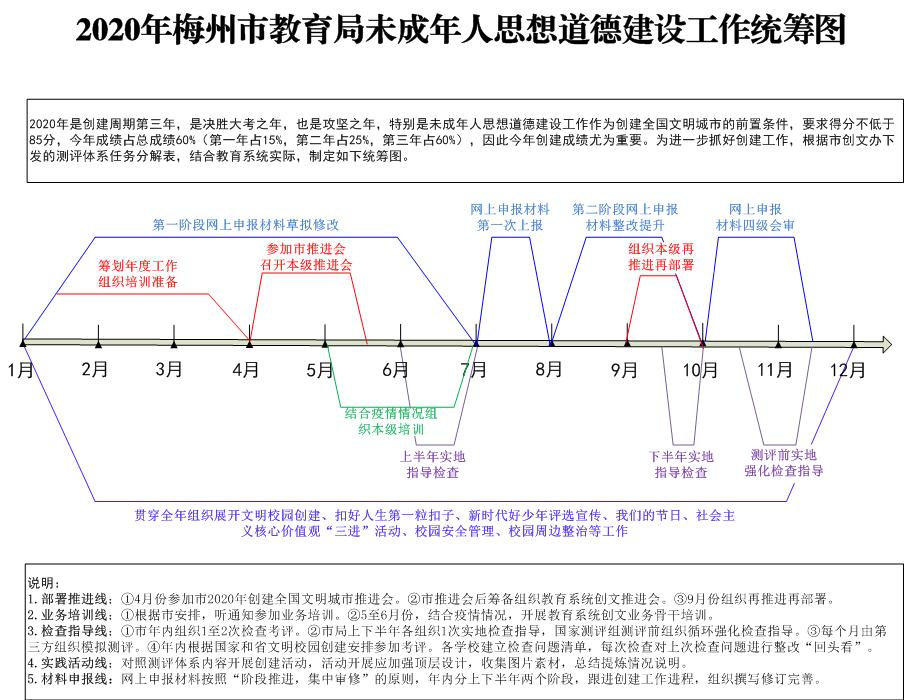 2020年梅州市教育局未成年人思想道德建设工作统筹图
2020年是创建周期第三年，是决胜大考之年，也是攻坚之年，特别是未成年人思想道德建设工作作为创建全国文明城市的前置条件，要求得分不低于
85分，今年成绩占总成绩60%（第一年占15%，第二年占25%，第三年占60%），因此今年创建成绩尤为重要。为进一步抓好创建工作，根据市创文办下
发的测评体系任务分解表，结合教育系统实际，制定如下统筹图。
第一阶段网上申报材料草拟修改
网上申报材料
第一次上报
第二阶段网上申报
材料整改提升
网上申报
材料四级会审
筹划年度工作
组织培训准备
参加市推进会
召开本级推进会
组织本级再
推进再部署
1月
2月
3月
4月
5月
6月
7月
8月
9月
10月
11月
12月
结合疫情情况组
织本级培训
上半年实地
指导检查
下半年实地
指导检查
测评前实地
强化检查指导
贯穿全年组织展开文明校园创建、扣好人生第一粒扣子、新时代好少年评选宣传、我们的节日、社会主
义核心价值观“三进”活动、校园安全管理、校园周边整治等工作
说明：
1.部署推进线：①4月份参加市2020年创建全国文明城市推进会。②市推进会后筹备组织教育系统创文推进会。③9月份组织再推进再部署。
2.业务培训线：①根据市安排，听通知参加业务培训。②5至6月份，结合疫情情况，开展教育系统创文业务骨干培训。
3.检查指导线：①市年内组织1至2次检查考评。②市局上下半年各组织1次实地检查指导，国家测评组测评前组织循环强化检查指导。③每个月由第
三方组织模拟测评。④年内根据国家和省文明校园创建安排参加考评。各学校建立检查问题清单，每次检查对上次检查问题进行整改“回头看”。
4.实践活动线：对照测评体系内容开展创建活动，活动开展应加强顶层设计，收集图片素材，总结提炼情况说明。
5.材料申报线：网上申报材料按照“阶段推进，集中审修”的原则，年内分上下半年两个阶段，跟进创建工作进程，组织撰写修订完善。